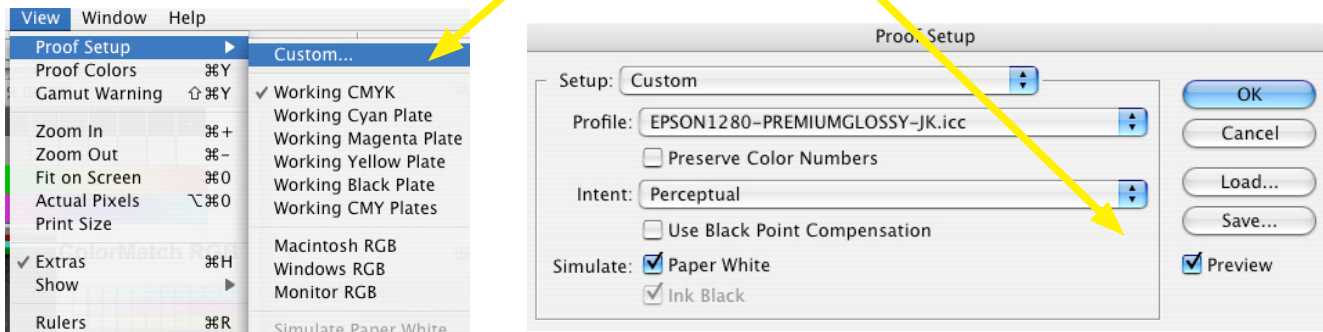 View Window Help
Proof Setup
Proof Colors ⌘Y
Gamut Warning ⇧⌘Y
Zoom In ⌘+
Zoom Out ⌘−
Fit on Screen ⌘0
Actual Pixels ⌥⌘0
Print Size
✓ Extras ⌘H
Show
Rulers ⌘R
ColorMatch RGB
Custom...
✓ Working CMYK
Working Cyan Plate
Working Magenta Plate
Working Yellow Plate
Working Black Plate
Working CMY Plates
Macintosh RGB
Windows RGB
Monitor RGB
Simulate Paper White
Proof Setup
Setup: Custom
Profile: EPSON1280-PREMIUMGLOSSY-JK.icc
Preserve Color Numbers
Intent: Perceptual
Use Black Point Compensation
Simulate: Paper White
Ink Black
OK
Cancel
Load...
Save...
Preview